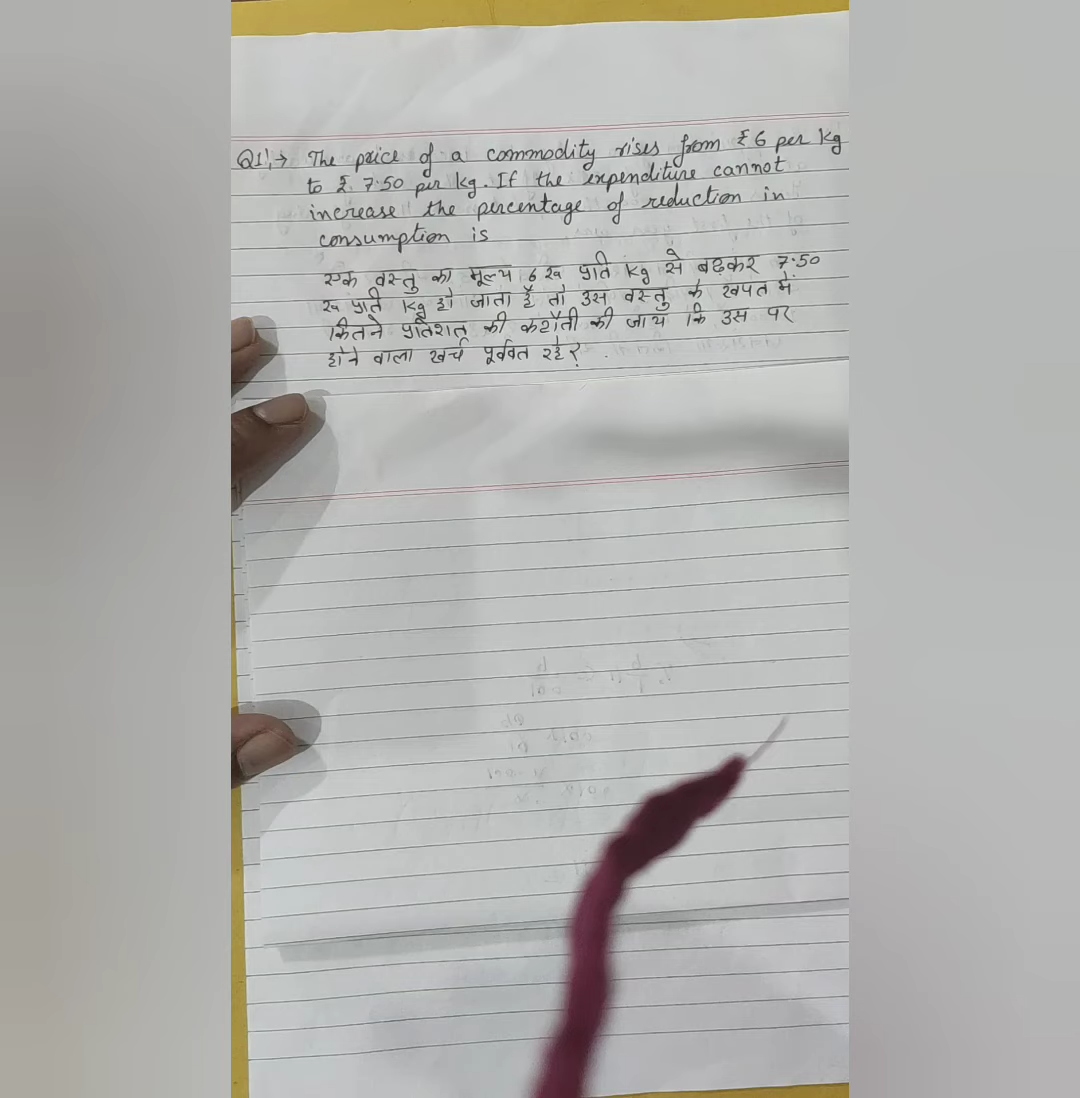 Q1:→ The price of a commodity rises from ₹6 per kg
to ₹. 7.50 per kg. If the expenditure cannot
increase the percentage of reduction in
consumption is
एक वस्तु का मूल्य 6 रू प्रति kg से बढ़कर 7.50
रू प्रति kg हो जाता है तो उस वस्तु के खपत में
कितने प्रतिशत की कटौती की जाय कि उस पर
होने वाला खर्च पूर्ववत रहे?